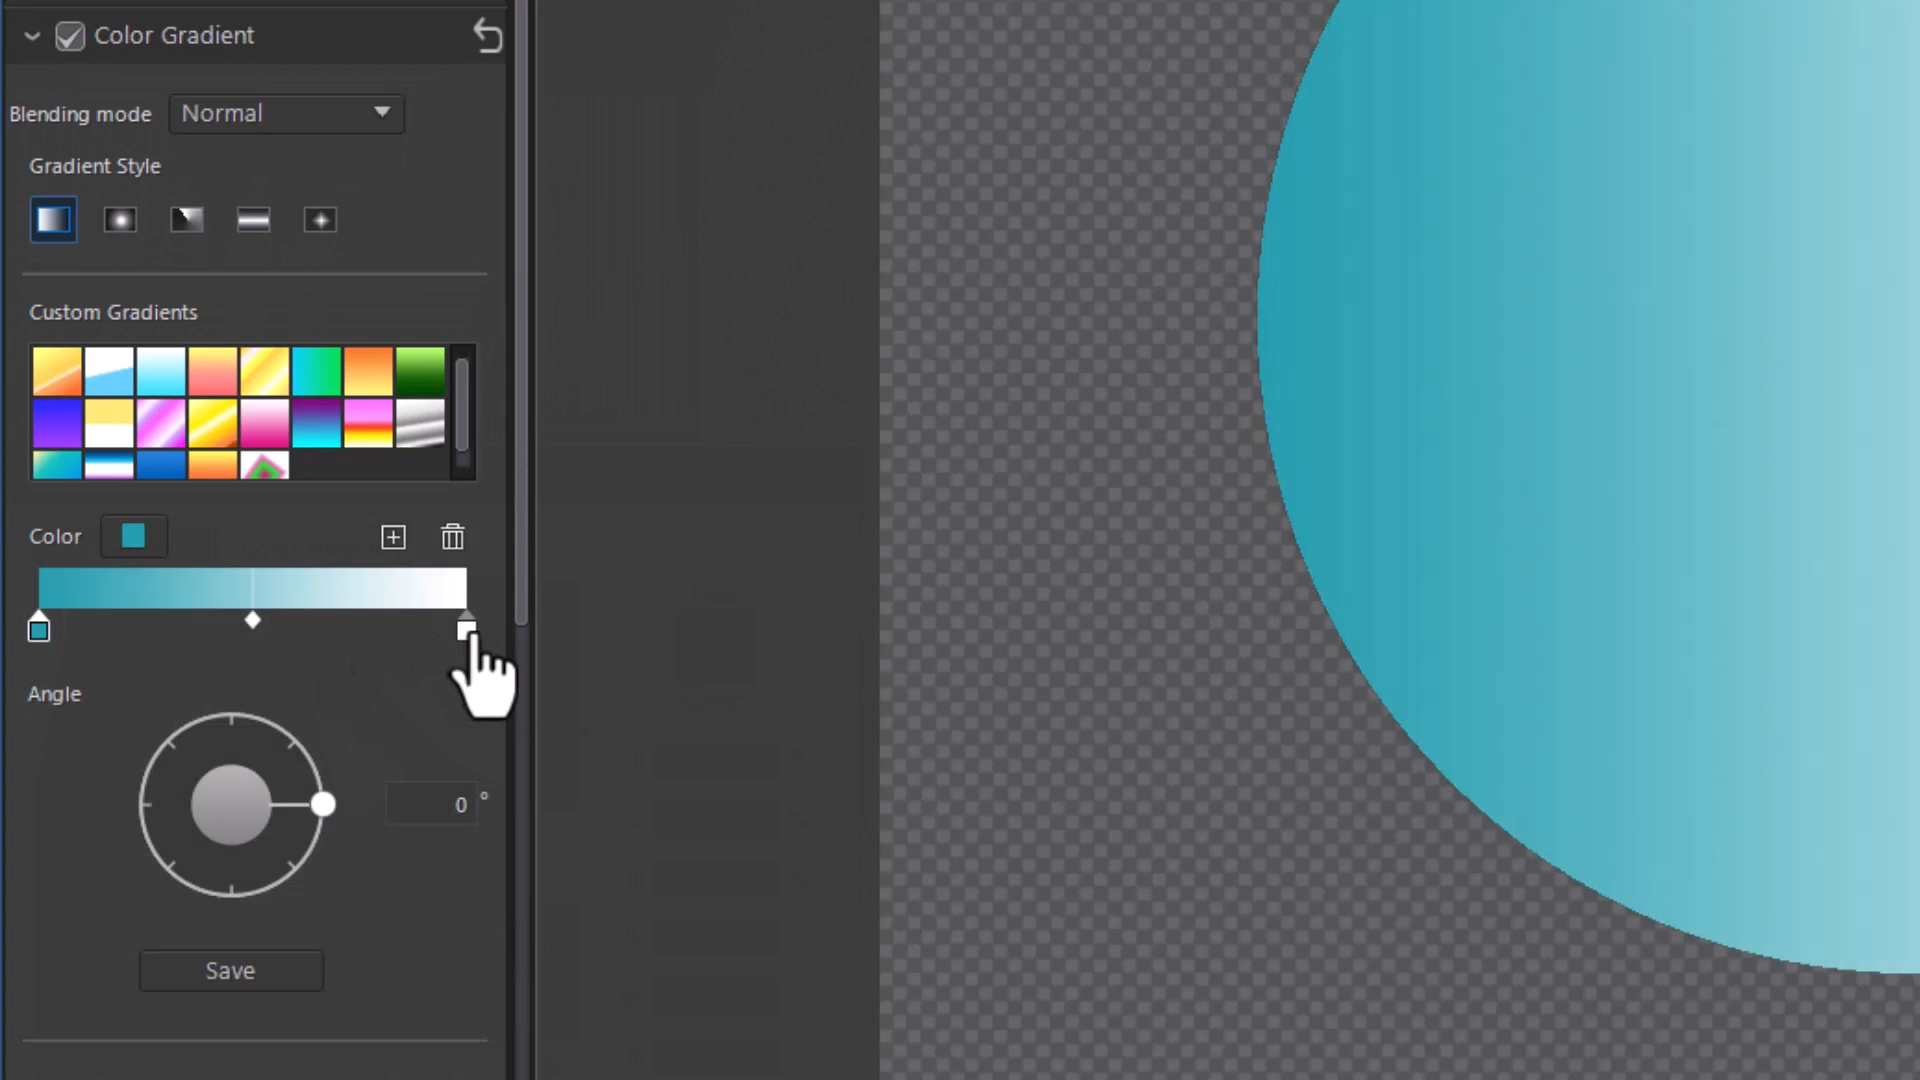 Color Gradient
Blending mode Normal
Gradient Style
Custom Gradients
Color
Angle
0 °
Save